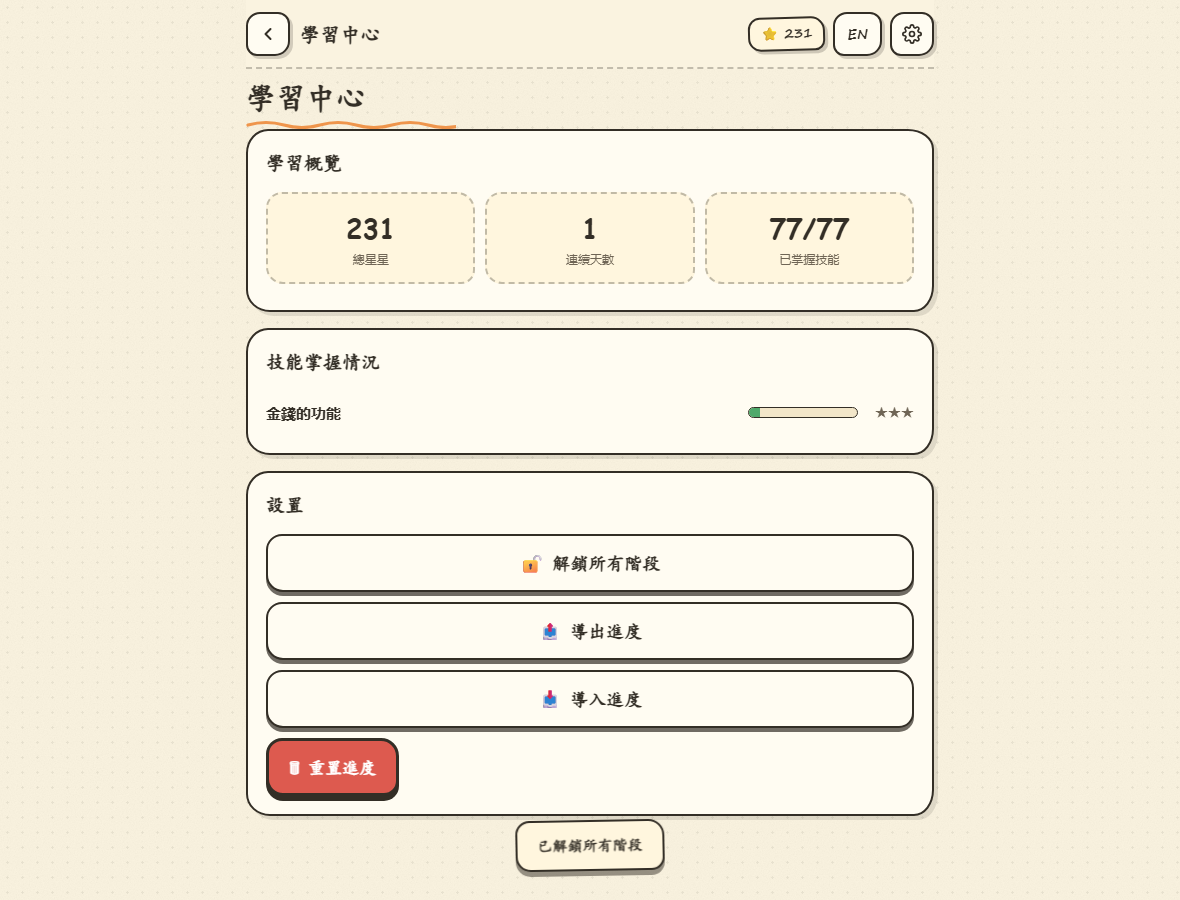 學習中心
231
EN
學習中心
學習概覽
231
總星星
1
連續天數
77/77
已掌握技能
技能掌握情況
金錢的功能
★★★
設置
🔓 解鎖所有階段
📤 導出進度
📥 導入進度
🗑 重置進度
已解鎖所有階段